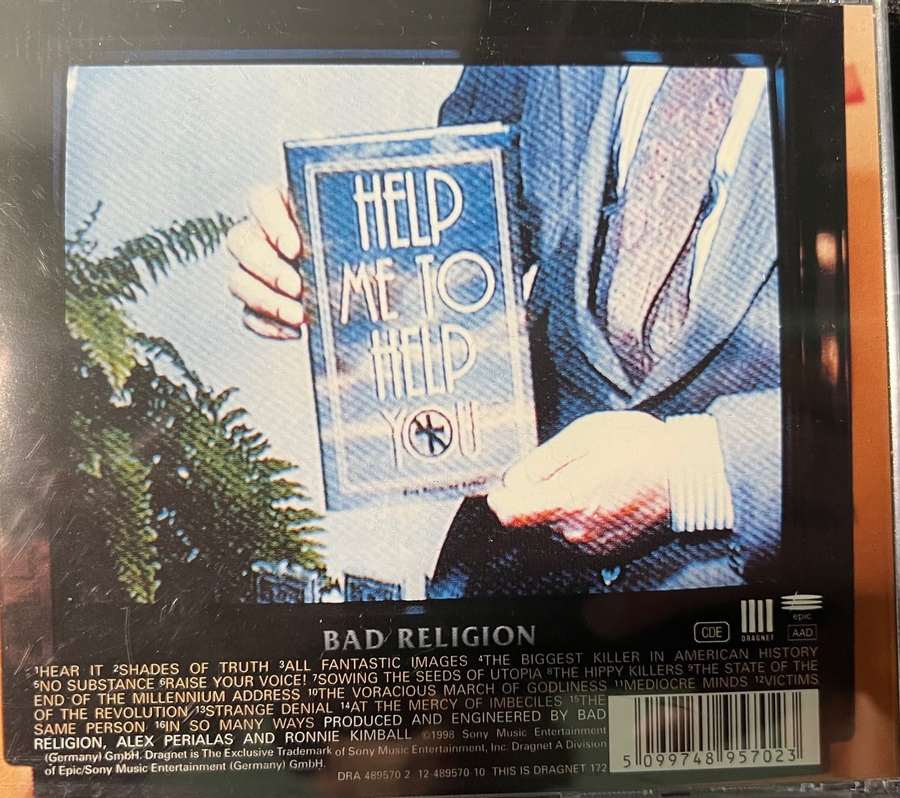 HELP
ME TO
HELP
YOU
BAD RELIGION
CDE
DRAGNET
epic
AAD
¹HEAR IT ²SHADES OF TRUTH ³ALL FANTASTIC IMAGES ⁴THE BIGGEST KILLER IN AMERICAN HISTORY
⁵NO SUBSTANCE ⁶RAISE YOUR VOICE! ⁷SOWING THE SEEDS OF UTOPIA ⁸THE HIPPY KILLERS ⁹THE STATE OF THE
END OF THE MILLENNIUM ADDRESS ¹⁰THE VORACIOUS MARCH OF GODLINESS ¹¹MEDIOCRE MINDS ¹²VICTIMS
OF THE REVOLUTION ¹³STRANGE DENIAL ¹⁴AT THE MERCY OF IMBECILES ¹⁵THE
SAME PERSON ¹⁶IN SO MANY WAYS PRODUCED AND ENGINEERED BY BAD
RELIGION, ALEX PERIALAS AND RONNIE KIMBALL ©1998 Sony Music Entertainment
(Germany) GmbH. Dragnet is The Exclusive Trademark of Sony Music Entertainment, Inc. Dragnet A Division
of Epic/Sony Music Entertainment (Germany) GmbH.
DRA 489570 2 12-489570-10 THIS IS DRAGNET 172
5 099748 957023